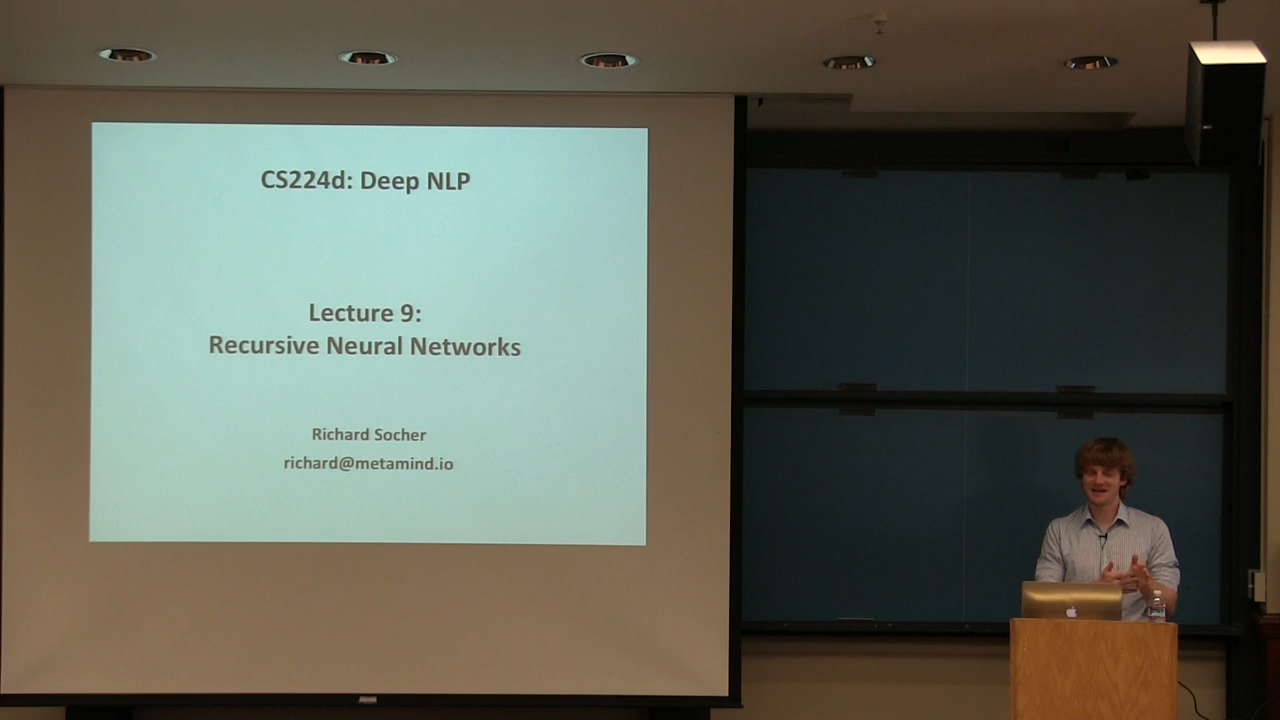 CS224d: Deep NLP
Lecture 9:
Recursive Neural Networks
Richard Socher
richard@metamind.io